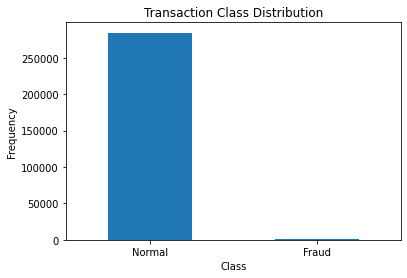 Transaction Class Distribution
250000
200000
150000
100000
50000
0
Frequency
Normal
Fraud
Class